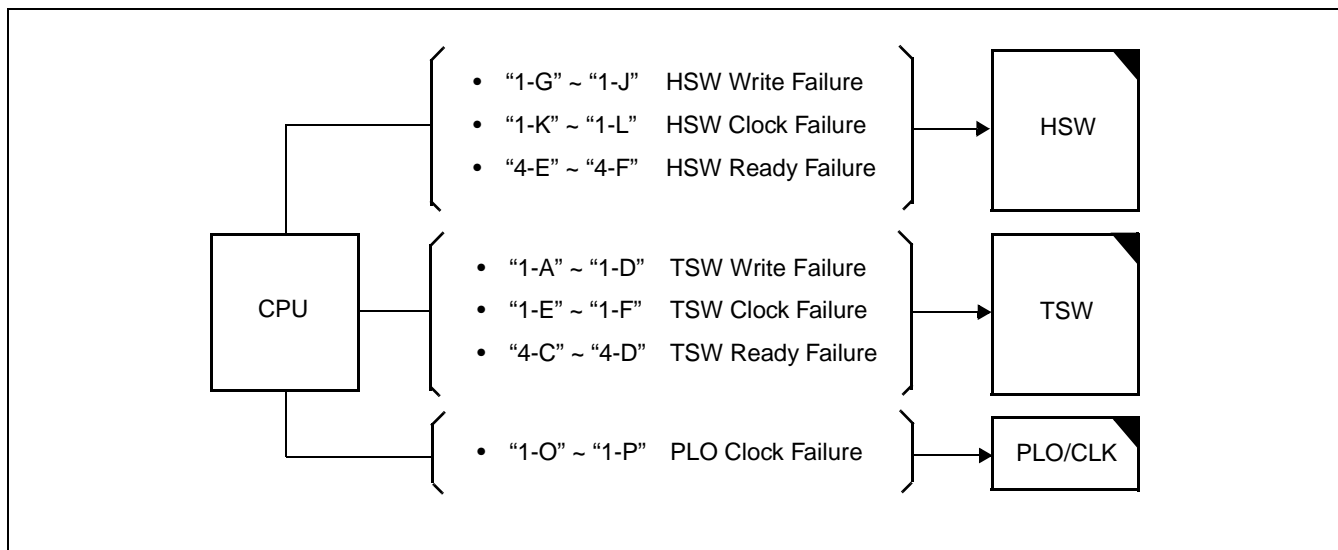 • “1-G” ~ “1-J” HSW Write Failure
• “1-K” ~ “1-L” HSW Clock Failure
• “4-E” ~ “4-F” HSW Ready Failure
HSW
CPU
• “1-A” ~ “1-D” TSW Write Failure
• “1-E” ~ “1-F” TSW Clock Failure
• “4-C” ~ “4-D” TSW Ready Failure
TSW
• “1-O” ~ “1-P” PLO Clock Failure
PLO/CLK